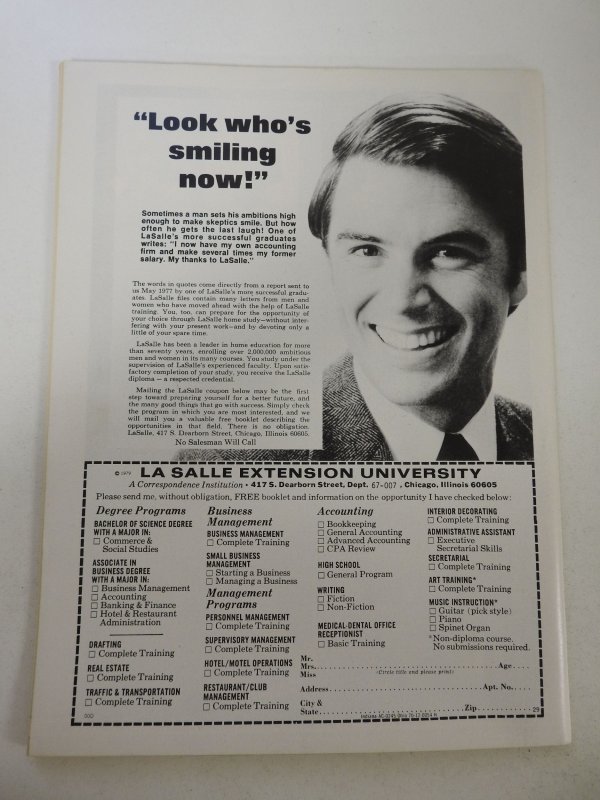 “Look who’s
smiling
now!”
Sometimes a man sets his ambitions high
enough to make skeptics smile. But how
often he gets the last laugh! One of
LaSalle's more successful graduates
writes: "I now have my own accounting
firm and make several times my former
salary. My thanks to LaSalle."
The words in quotes come directly from a report sent to
us May 1977 by one of LaSalle's more successful gradu-
ates. LaSalle files contain many letters from men and
women who have moved ahead with the help of LaSalle
training. You, too, can prepare for the opportunity of
your choice through LaSalle home study—without inter-
fering with your present work—and by devoting only a
little of your spare time.
LaSalle has been a leader in home education for more
than seventy years, enrolling over 2,000,000 ambitious
men and women in its many courses. You study under the
supervision of LaSalle's experienced faculty. Upon satis-
factory completion of your study, you receive the LaSalle
diploma — a respected credential.
Mailing the LaSalle coupon below may be the first
step toward preparing yourself for a better future, and
the many good things that go with success. Simply check
the program in which you are most interested, and we
will mail you a valuable free booklet describing the
opportunities in that field. There is no obligation.
LaSalle, 417 S. Dearborn Street, Chicago, Illinois 60605.
No Salesman Will Call
© 1979 LA SALLE EXTENSION UNIVERSITY
A Correspondence Institution • 417 S. Dearborn Street, Dept. 67-007, Chicago, Illinois 60605
Please send me, without obligation, FREE booklet and information on the opportunity I have checked below:
Degree Programs
BACHELOR OF SCIENCE DEGREE
WITH A MAJOR IN:
□ Commerce &
Social Studies
ASSOCIATE IN
BUSINESS DEGREE
WITH A MAJOR IN:
□ Business Management
□ Accounting
□ Banking & Finance
□ Hotel & Restaurant
Administration
DRAFTING
□ Complete Training
REAL ESTATE
□ Complete Training
TRAFFIC & TRANSPORTATION
□ Complete Training
Business
Management
BUSINESS MANAGEMENT
□ Complete Training
SMALL BUSINESS
MANAGEMENT
□ Starting a Business
□ Managing a Business
Management
Programs
PERSONNEL MANAGEMENT
□ Complete Training
SUPERVISORY MANAGEMENT
□ Complete Training
HOTEL/MOTEL OPERATIONS
□ Complete Training
RESTAURANT/CLUB
MANAGEMENT
□ Complete Training
Accounting
□ Bookkeeping
□ General Accounting
□ Advanced Accounting
□ CPA Review
HIGH SCHOOL
□ General Program
WRITING
□ Fiction
□ Non-Fiction
MEDICAL-DENTAL OFFICE
RECEPTIONIST
□ Basic Training
INTERIOR DECORATING
□ Complete Training
ADMINISTRATIVE ASSISTANT
□ Executive
Secretarial Skills
SECRETARIAL
□ Complete Training
ART TRAINING*
□ Complete Training
MUSIC INSTRUCTION*
□ Guitar (pick style)
□ Piano
□ Spinet Organ
*Non-diploma course.
No submissions required.
Mr.
Mrs. Age
Miss (Circle title and please print)
Address Apt. No.
City &
State Zip 29